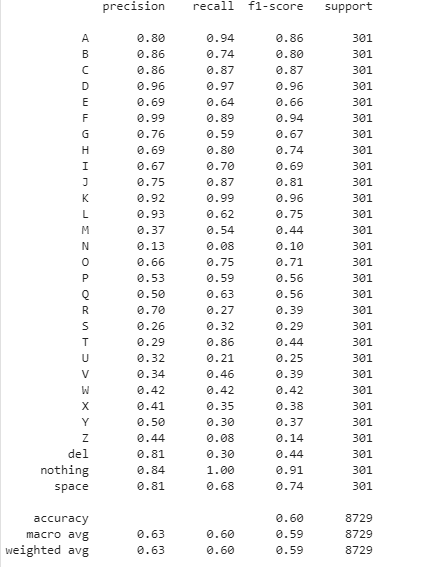 precision recall f1-score support
A 0.80 0.94 0.86 301
B 0.86 0.74 0.80 301
C 0.86 0.87 0.87 301
D 0.96 0.97 0.96 301
E 0.69 0.64 0.66 301
F 0.99 0.89 0.94 301
G 0.76 0.59 0.67 301
H 0.69 0.80 0.74 301
I 0.67 0.70 0.69 301
J 0.75 0.87 0.81 301
K 0.92 0.99 0.96 301
L 0.93 0.62 0.75 301
M 0.37 0.54 0.44 301
N 0.13 0.08 0.10 301
O 0.66 0.75 0.71 301
P 0.53 0.59 0.56 301
Q 0.50 0.63 0.56 301
R 0.70 0.27 0.39 301
S 0.26 0.32 0.29 301
T 0.29 0.86 0.44 301
U 0.32 0.21 0.25 301
V 0.34 0.46 0.39 301
W 0.42 0.42 0.42 301
X 0.41 0.35 0.38 301
Y 0.50 0.30 0.37 301
Z 0.44 0.08 0.14 301
del 0.81 0.30 0.44 301
nothing 0.84 1.00 0.91 301
space 0.81 0.68 0.74 301
accuracy 0.60 8729
macro avg 0.63 0.60 0.59 8729
weighted avg 0.63 0.60 0.59 8729